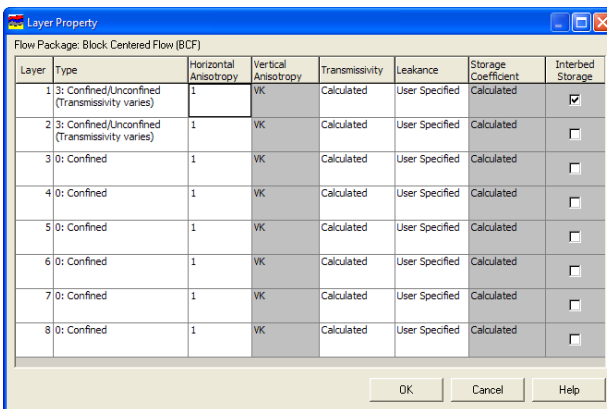 Layer Property
Flow Package: Block Centered Flow (BCF)
Layer Type Horizontal Anisotropy Vertical Anisotropy Transmissivity Leakance Storage Coefficient Interbed Storage
1 3: Confined/Unconfined (Transmissivity varies) 1 VK Calculated User Specified Calculated
2 3: Confined/Unconfined (Transmissivity varies) 1 VK Calculated User Specified Calculated
3 0: Confined 1 VK Calculated User Specified Calculated
4 0: Confined 1 VK Calculated User Specified Calculated
5 0: Confined 1 VK Calculated User Specified Calculated
6 0: Confined 1 VK Calculated User Specified Calculated
7 0: Confined 1 VK Calculated User Specified Calculated
8 0: Confined 1 VK Calculated User Specified Calculated
OK Cancel Help